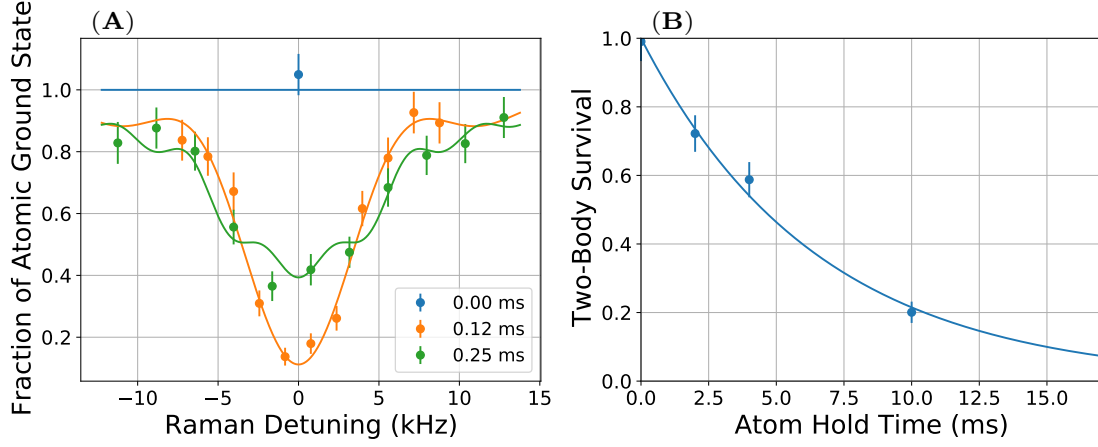 (A)
Fraction of Atomic Ground State
1.0
0.8
0.6
0.4
0.2
−10 −5 0 5 10 15
Raman Detuning (kHz)
0.00 ms
0.12 ms
0.25 ms
(B)
Two-Body Survival
1.0
0.8
0.6
0.4
0.2
0.0
0.0 2.5 5.0 7.5 10.0 12.5 15.0
Atom Hold Time (ms)